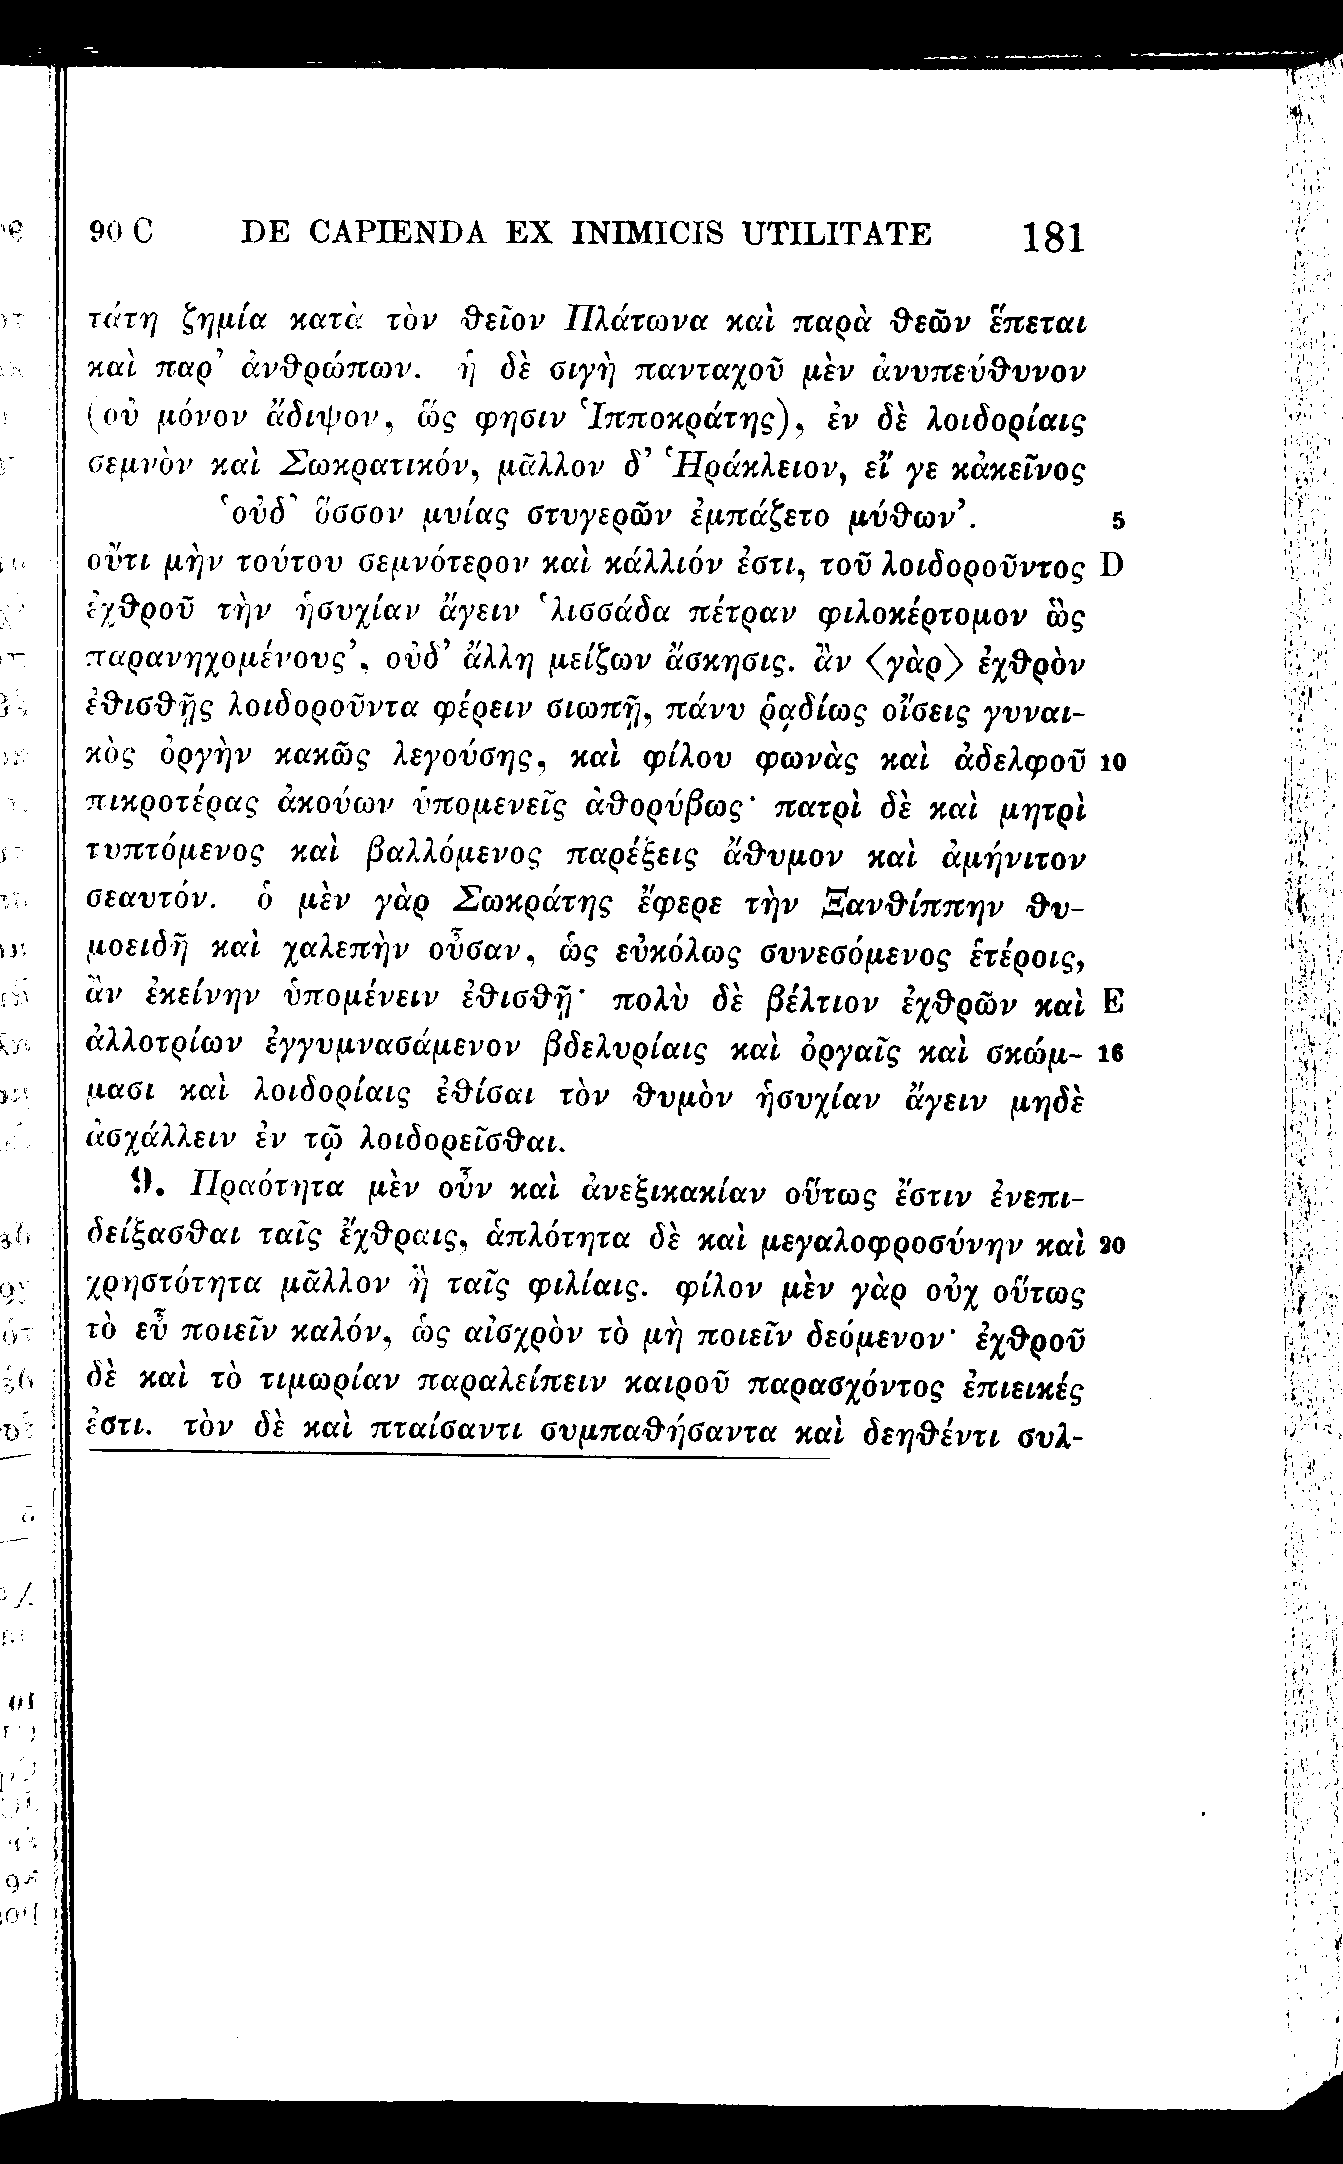 90 C DE CAPIENDA EX INIMICIS UTILITATE 181
τάτη ζημία κατὰ τὸν θεῖον Πλάτωνα καὶ παρὰ θεῶν ἕπεται
καὶ παρ’ ἀνθρώπων. ἡ δὲ σιγὴ πανταχοῦ μὲν ἀνυπεύθυνον
(οὐ μόνον ἄδιψον, ὥς φησιν Ἱπποκράτης), ἐν δὲ λοιδορίαις
σεμνὸν καὶ Σωκρατικόν, μᾶλλον δ’ Ἡράκλειον, εἴ γε κἀκεῖνος
‘οὐδ’ ὅσσον μυίας στυγερῶν ἐμπάζετο μύθων’. 5
οὔτι μὴν τούτου σεμνότερον καὶ κάλλιόν ἐστι, τοῦ λοιδοροῦντος D
ἐχθροῦ τὴν ἡσυχίαν ἄγειν ‘λισσάδα πέτραν φιλοκέρτομον ὣς
παρανηχομένους’, οὐδ’ ἄλλη μείζων ἄσκησις. ἂν <γὰρ> ἐχθρὸν
ἐθισθῇς λοιδοροῦντα φέρειν σιωπῇ, πάνυ ῥᾳδίως οἴσεις γυναι-
κὸς ὀργὴν κακῶς λεγούσης, καὶ φίλου φωνὰς καὶ ἀδελφοῦ 10
πικροτέρας ἀκούων ὑπομενεῖς ἀθορύβως· πατρὶ δὲ καὶ μητρὶ
τυπτόμενος καὶ βαλλόμενος παρέξεις ἄθυμον καὶ ἀμήνιτον
σεαυτόν. ὁ μὲν γὰρ Σωκράτης ἔφερε τὴν Ξανθίππην θυ-
μοειδῆ καὶ χαλεπὴν οὖσαν, ὡς εὐκόλως συνεσόμενος ἑτέροις,
ἂν ἐκείνην ὑπομένειν ἐθισθῇ· πολὺ δὲ βέλτιον ἐχθρῶν καὶ E
ἀλλοτρίων ἐγγυμνασάμενον βδελυρίαις καὶ ὀργαῖς καὶ σκώμ- 16
μασι καὶ λοιδορίαις ἐθίσαι τὸν θυμὸν ἡσυχίαν ἄγειν μηδὲ
ἀσχάλλειν ἐν τῷ λοιδορεῖσθαι.
9. Πραότητα μὲν οὖν καὶ ἀνεξικακίαν οὕτως ἔστιν ἐνεπι-
δείξασθαι ταῖς ἔχθραις, ἁπλότητα δὲ καὶ μεγαλοφροσύνην καὶ 20
χρηστότητα μᾶλλον ἢ ταῖς φιλίαις. φίλον μὲν γὰρ οὐχ οὕτως
τὸ εὖ ποιεῖν καλόν, ὡς αἰσχρὸν τὸ μὴ ποιεῖν δεόμενον· ἐχθροῦ
δὲ καὶ τὸ τιμωρίαν παραλείπειν καιροῦ παρασχόντος ἐπιεικές
ἐστι. τὸν δὲ καὶ πταίσαντι συμπαθήσαντα καὶ δεηθέντι συλ-